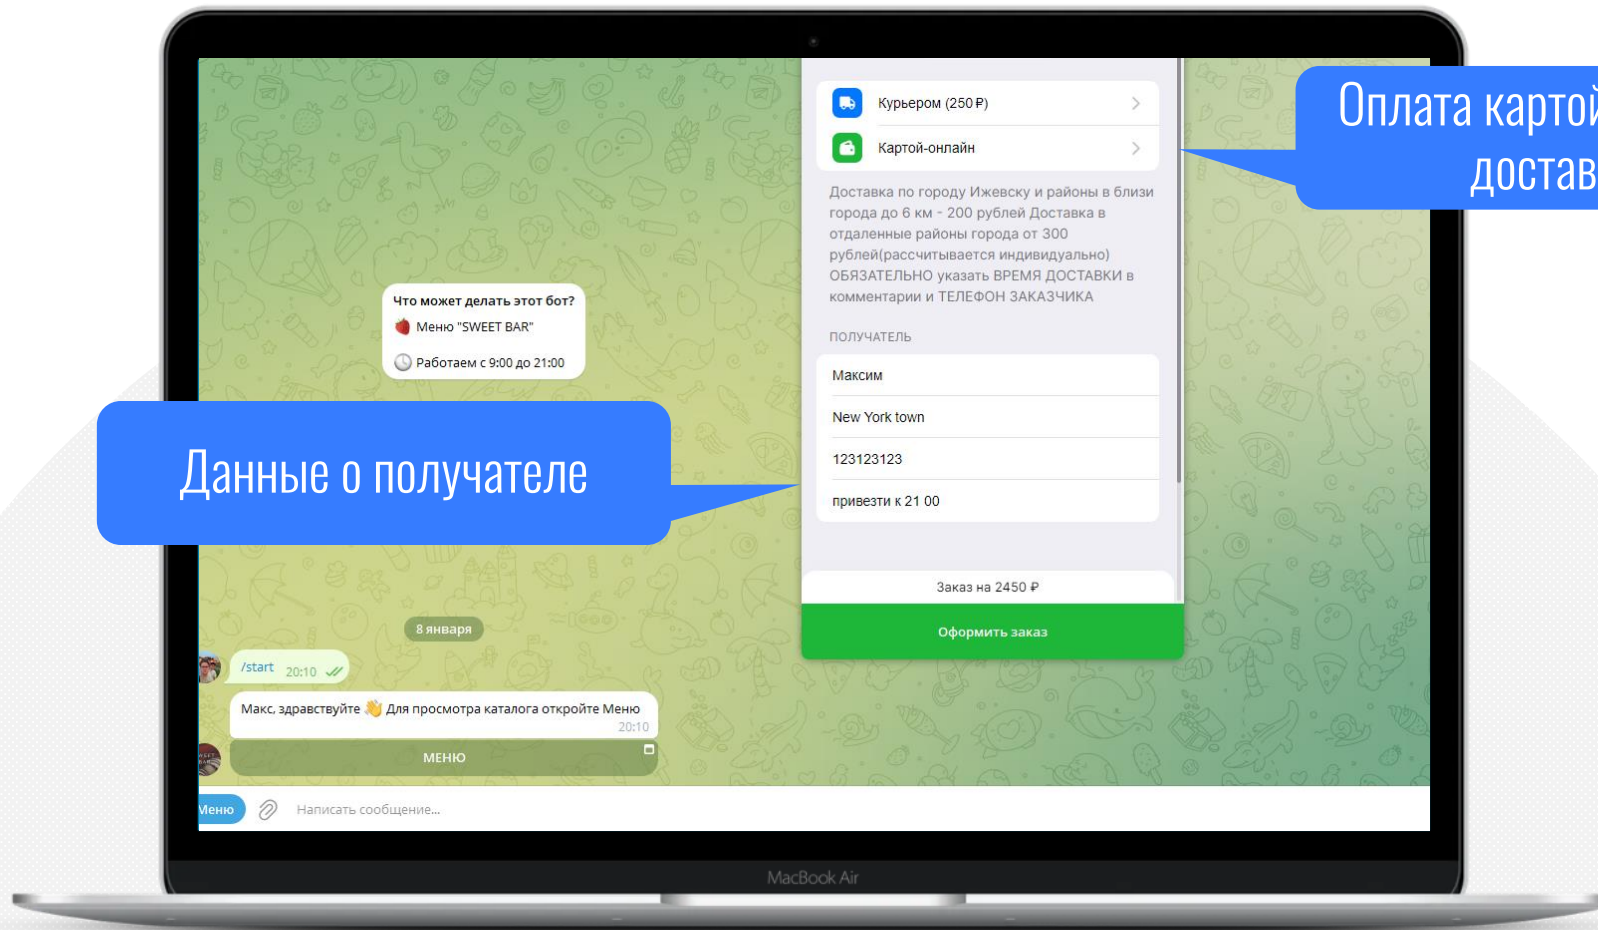 Курьером (250 ₽)
Картой-онлайн
Оплата картой
Доставка по городу Ижевску и районы в близи
города до 6 км - 200 рублей Доставка в
отдаленные районы города от 300
рублей(рассчитывается индивидуально)
ОБЯЗАТЕЛЬНО указать ВРЕМЯ ДОСТАВКИ в
комментарии и ТЕЛЕФОН ЗАКАЗЧИКА
Что может делать этот бот?
Меню "SWEET BAR"
Работаем с 9:00 до 21:00
ПОЛУЧАТЕЛЬ
Максим
New York town
123123123
привезти к 21 00
Данные о получателе
Заказ на 2450 ₽
Оформить заказ
8 января
/start 20:10
Макс, здравствуйте 👋 Для просмотра каталога откройте Меню
20:10
МЕНЮ
Меню
Написать сообщение...
MacBook Air